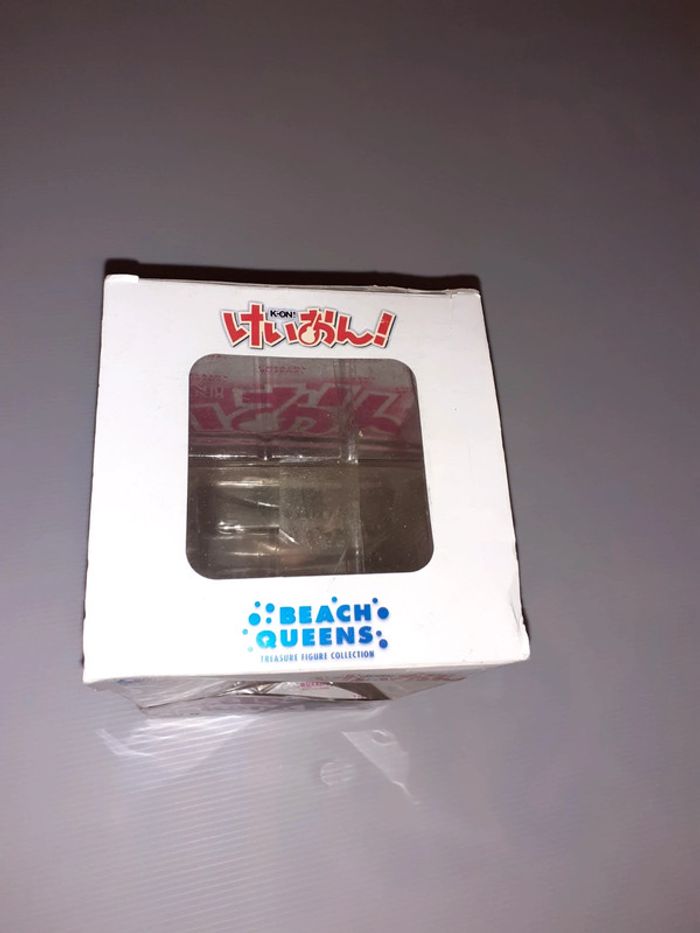 K-ON!
けいおん!
BEACH
QUEENS
TREASURE FIGURE COLLECTION